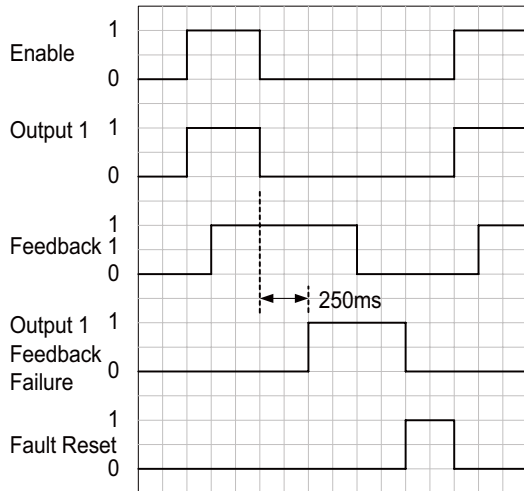 1
Enable
0
1
Output 1
0
1
Feedback 1
0
250ms
Output 1 1
Feedback
Failure 0
1
Fault Reset
0